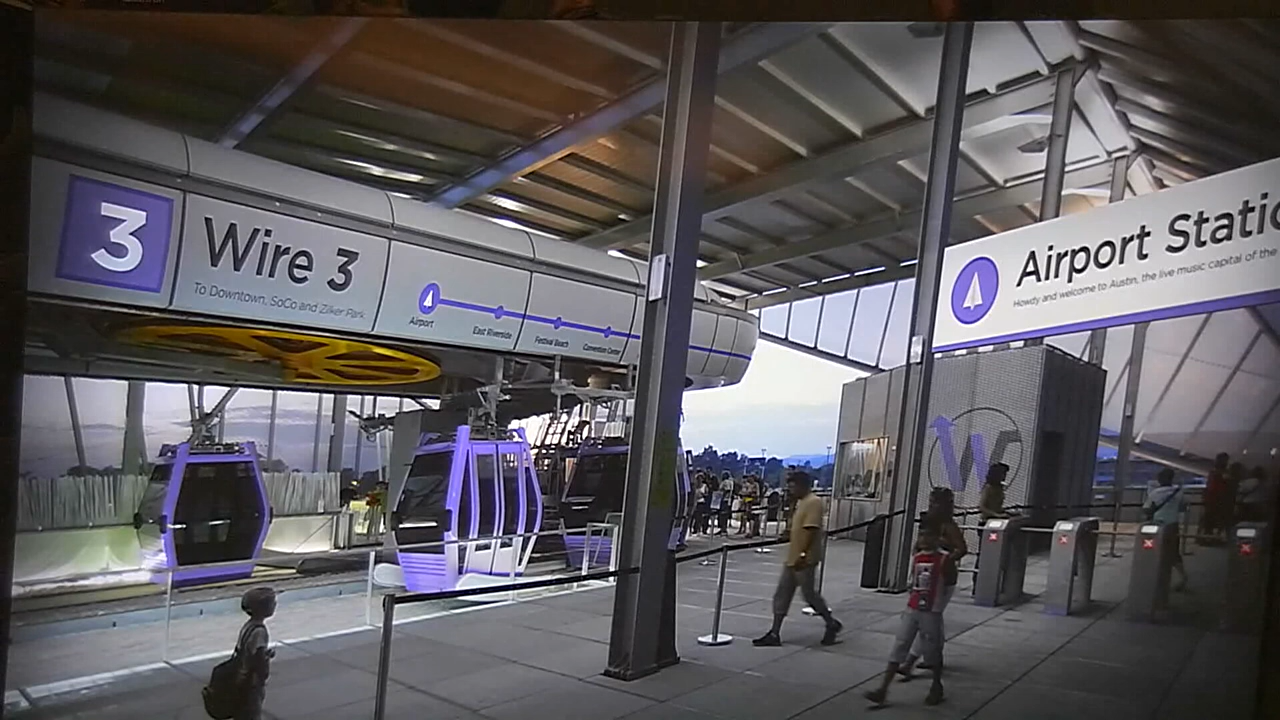 3
Wire 3
To Downtown, SoCo and Zilker Park
Airport
East Riverside
Festival Beach
Convention Center
Airport Statio
Howdy and welcome to Austin, the live music capital of the
W